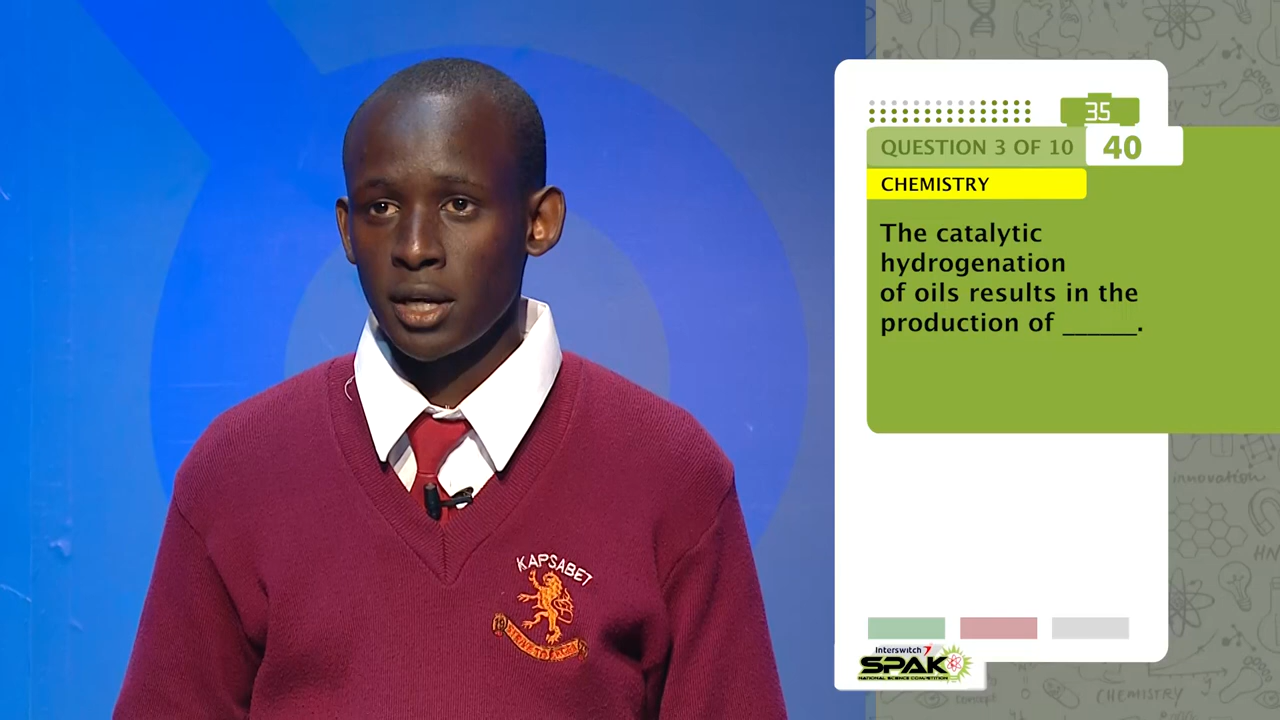 35
QUESTION 3 OF 10
40
CHEMISTRY
The catalytic
hydrogenation
of oils results in the
production of ______.
KAPSABET
innovation
HN
CHEMISTRY
Interswitch
SPAK
NATIONAL SCIENCE COMPETITION